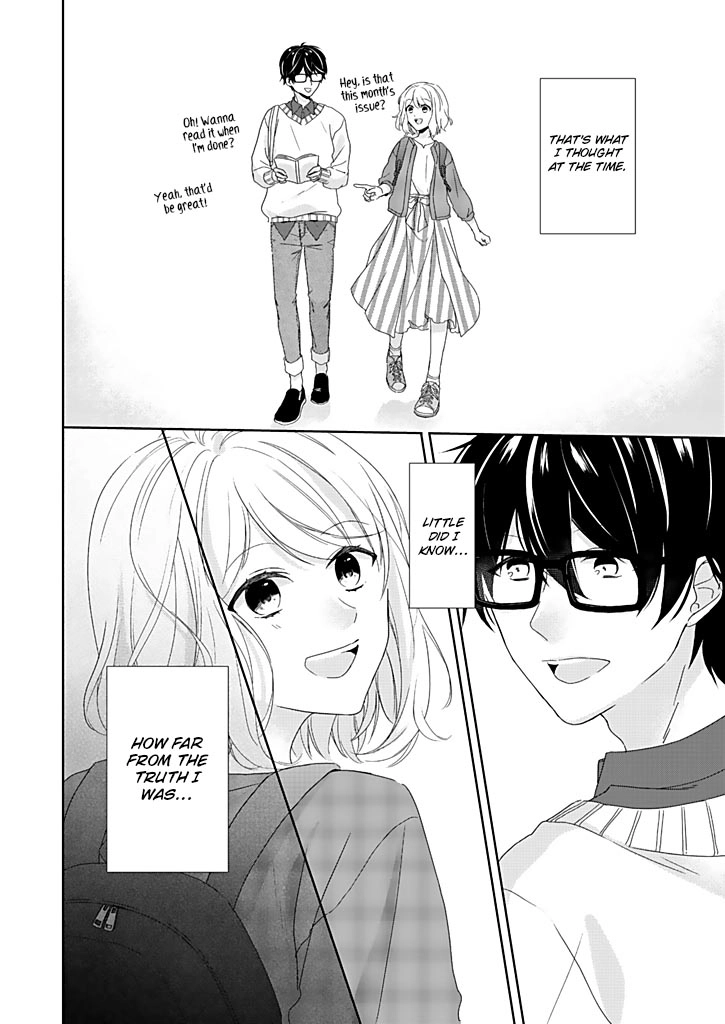 THAT'S WHAT
I THOUGHT
AT THE TIME.
Hey, is that
this month's
issue?
Oh! Wanna
read it when
I'm done?
Yeah, that'd
be great!
LITTLE
DID I
KNOW...
HOW FAR
FROM THE
TRUTH I
WAS...